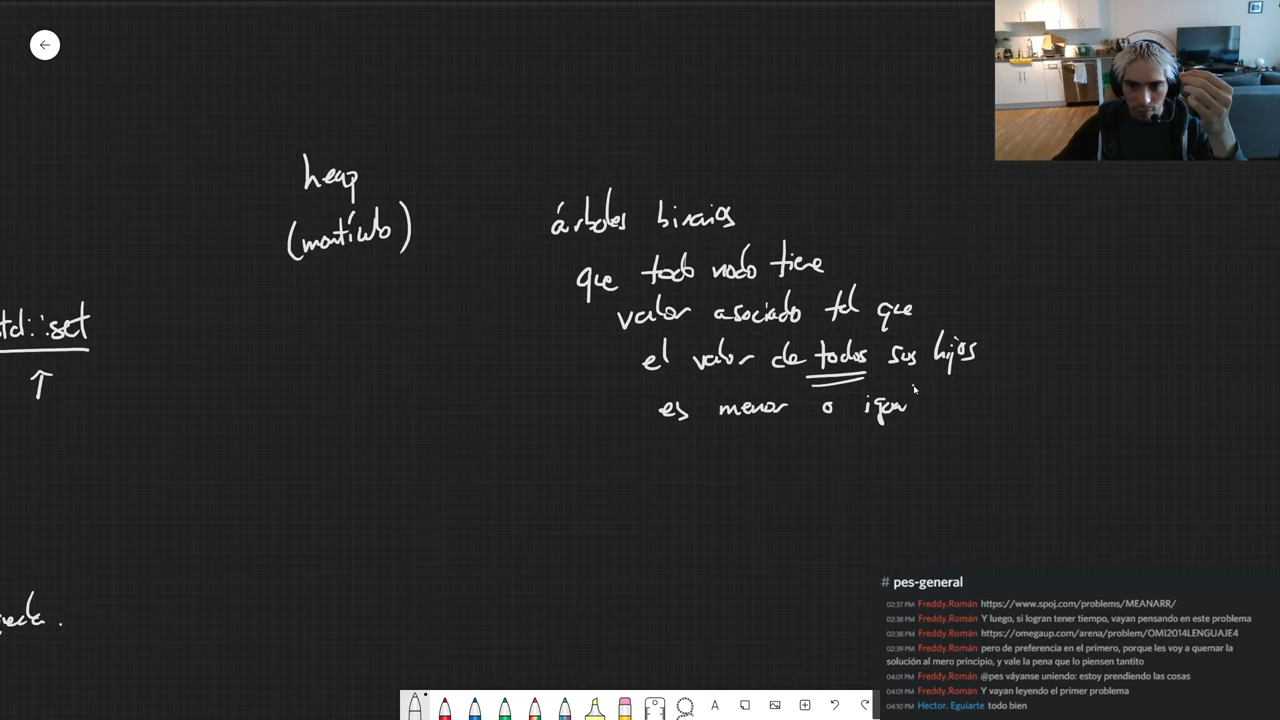 heap
(montículo)
árboles binarios
que todo nodo tiene
valor asociado tal que
el valor de todos sus hijos
es menor o igua
td::set
↑
.
# pes-general
02:37 PM Freddy.Román https://www.spoj.com/problems/MEANARR/
02:38 PM Freddy.Román Y luego, si logran tener tiempo, vayan pensando en este problema
02:38 PM Freddy.Román https://omegaup.com/arena/problem/OMI2014LENGUAJE4
02:39 PM Freddy.Román pero de preferencia en el primero, porque les voy a quemar la
solución al mero principio, y vale la pena que lo piensen tantito
04:01 PM Freddy.Román @pes váyanse uniendo: estoy prendiendo las cosas
04:01 PM Freddy.Román Y vayan leyendo el primer problema
04:10 PM Hector. Eguiarte todo bien
A